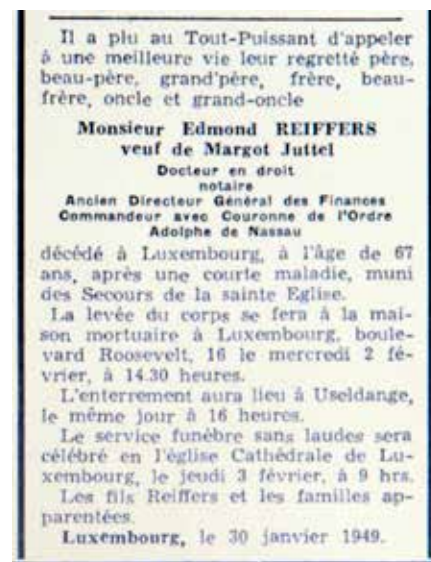 Il a plu au Tout-Puissant d'appeler
à une meilleure vie leur regretté père,
beau-père, grand'père, frère, beau-
frère, oncle et grand-oncle
Monsieur Edmond REIFFERS
veuf de Margot Juttel
Docteur en droit
notaire
Ancien Directeur Général des Finances
Commandeur avec Couronne de l'Ordre
Adolphe de Nassau
décédé à Luxembourg, à l'âge de 67
ans, après une courte maladie, muni
des Secours de la sainte Eglise.
La levée du corps se fera à la mai-
son mortuaire à Luxembourg, boule-
vard Roosevelt, 16 le mercredi 2 fé-
vrier, à 14.30 heures.
L'enterrement aura lieu à Useldange,
le même jour à 16 heures.
Le service funèbre sans laudes sera
célébré en l'église Cathédrale de Lu-
xembourg, le jeudi 3 février, à 9 hrs.
Les fils Reiffers et les familles ap-
parentées.
Luxembourg, le 30 janvier 1949.